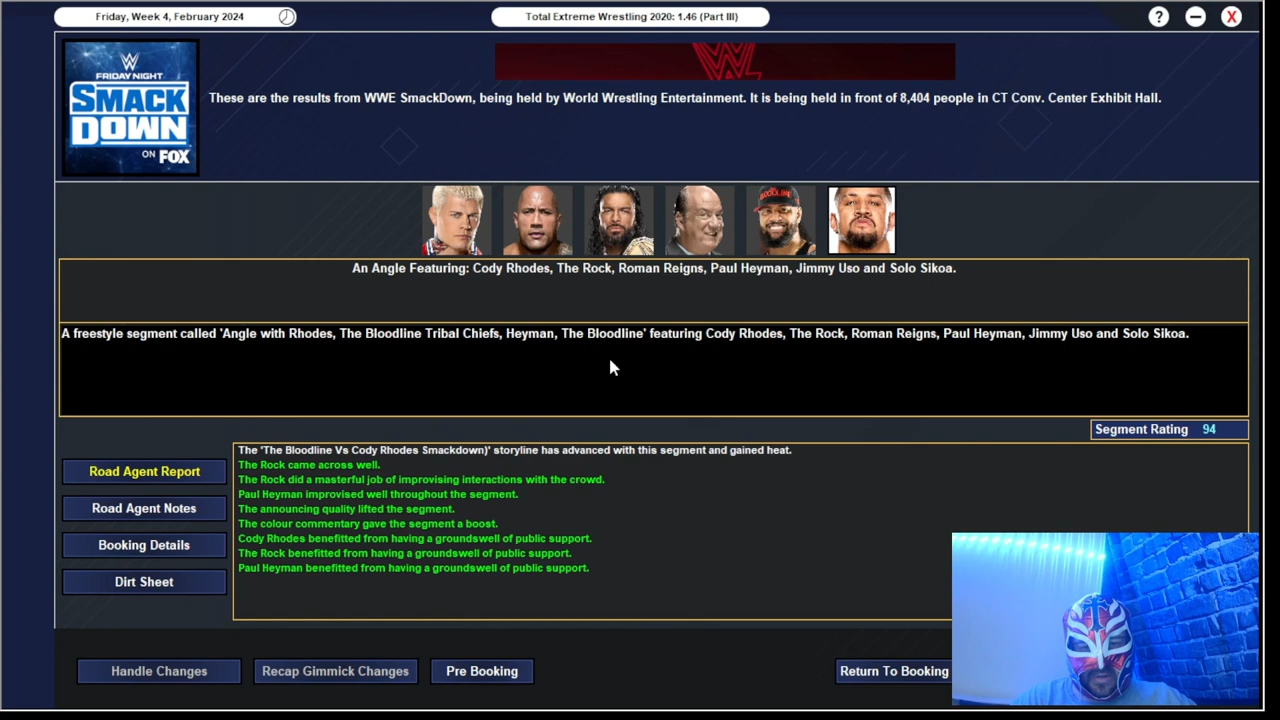 Friday, Week 4, February 2024
Total Extreme Wrestling 2020: 1.46 (Part III)
?
X
W
FRIDAY NIGHT
SMACK
DOWN
ON FOX
These are the results from WWE SmackDown, being held by World Wrestling Entertainment. It is being held in front of 8,404 people in CT Conv. Center Exhibit Hall.
An Angle Featuring: Cody Rhodes, The Rock, Roman Reigns, Paul Heyman, Jimmy Uso and Solo Sikoa.
A freestyle segment called 'Angle with Rhodes, The Bloodline Tribal Chiefs, Heyman, The Bloodline' featuring Cody Rhodes, The Rock, Roman Reigns, Paul Heyman, Jimmy Uso and Solo Sikoa.
Segment Rating 94
Road Agent Report
Road Agent Notes
Booking Details
Dirt Sheet
The 'The Bloodline Vs Cody Rhodes Smackdown)' storyline has advanced with this segment and gained heat.
The Rock came across well.
The Rock did a masterful job of improvising interactions with the crowd.
Paul Heyman improvised well throughout the segment.
The announcing quality lifted the segment.
The colour commentary gave the segment a boost.
Cody Rhodes benefitted from having a groundswell of public support.
The Rock benefitted from having a groundswell of public support.
Paul Heyman benefitted from having a groundswell of public support.
Handle Changes
Recap Gimmick Changes
Pre Booking
Return To Booking